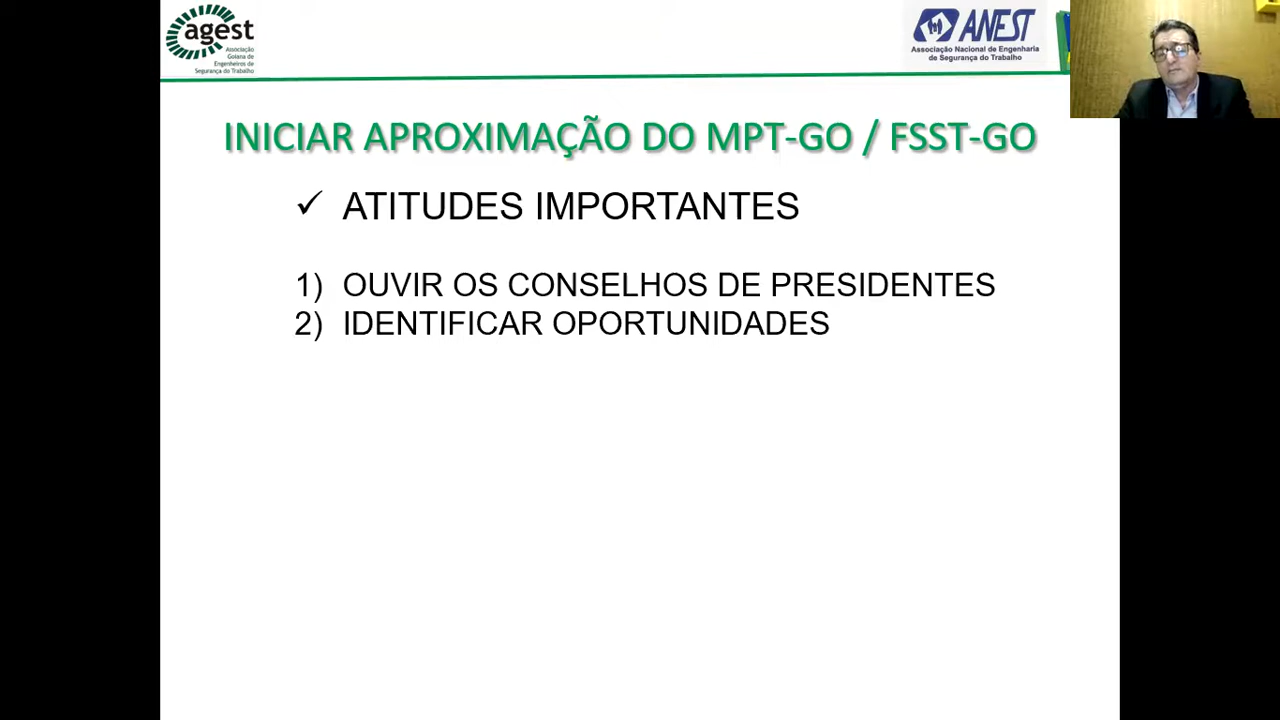 agest
Associação
Goiana de
Engenheiros de
Segurança do Trabalho
ANEST
Associação Nacional de Engenharia
de Segurança do Trabalho
INICIAR APROXIMAÇÃO DO MPT-GO / FSST-GO
✓ ATITUDES IMPORTANTES
1) OUVIR OS CONSELHOS DE PRESIDENTES
2) IDENTIFICAR OPORTUNIDADES